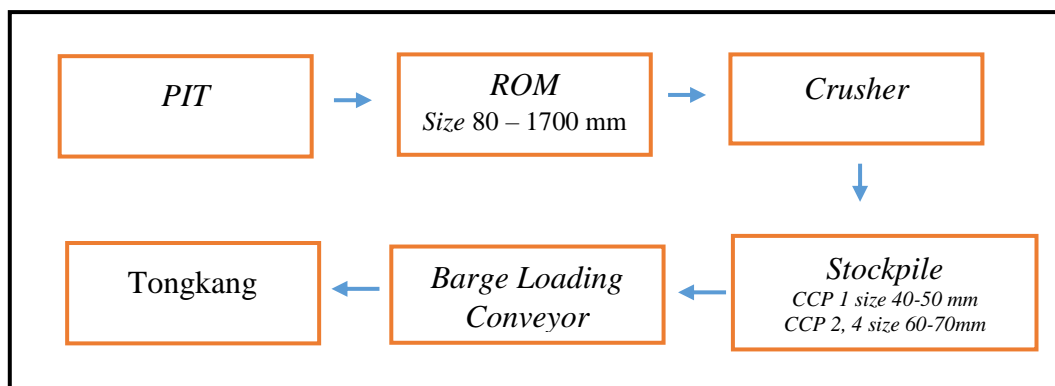 PIT
ROM
Size 80 – 1700 mm
Crusher
Stockpile
CCP 1 size 40-50 mm
CCP 2, 4 size 60-70mm
Barge Loading
Conveyor
Tongkang